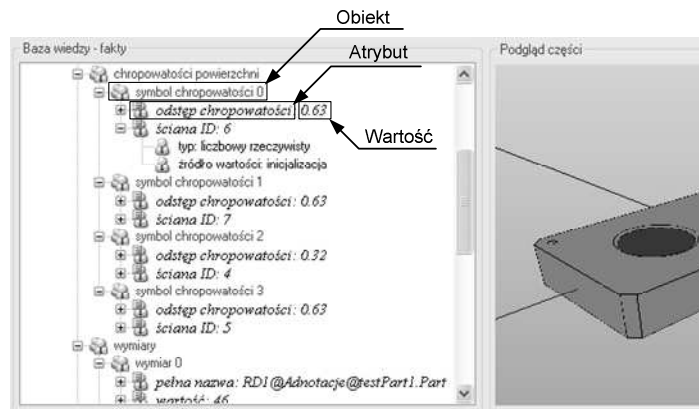 Obiekt
Baza wiedzy - fakty
Atrybut
Podgląd części
chropowatości powierzchni
symbol chropowatości 0
odstęp chropowatości: 0.63
Wartość
ściana ID: 6
typ: liczbowy rzeczywisty
źródło wartości: inicjalizacja
symbol chropowatości 1
odstęp chropowatości: 0.63
ściana ID: 7
symbol chropowatości 2
odstęp chropowatości: 0.32
ściana ID: 4
symbol chropowatości 3
odstęp chropowatości: 0.63
ściana ID: 5
wymiary
wymiar 0
pełna nazwa: RD1@Adnotacje@testPart1.Part
wartość: 46